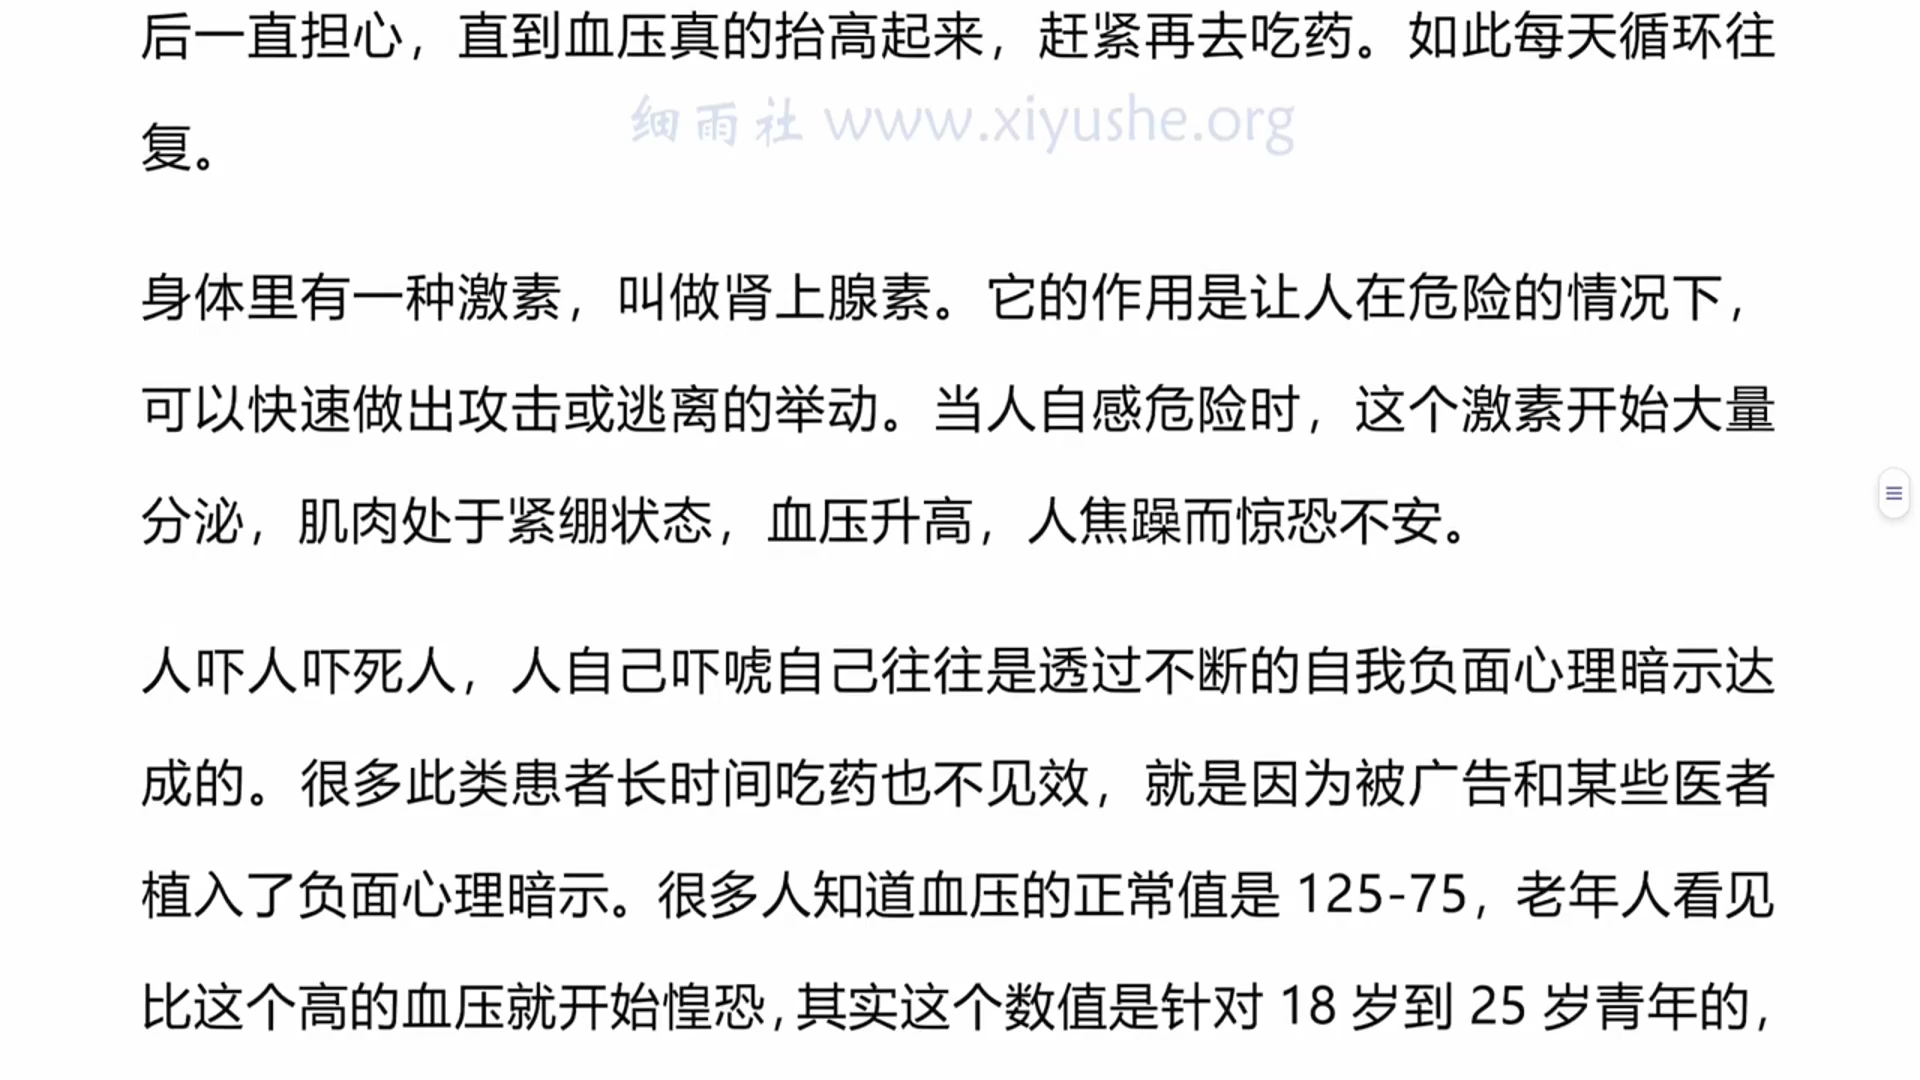 后一直担心，直到血压真的抬高起来，赶紧再去吃药。如此每天循环往
细雨社 www.xiyushe.org
复。
身体里有一种激素，叫做肾上腺素。它的作用是让人在危险的情况下，
可以快速做出攻击或逃离的举动。当人自感危险时，这个激素开始大量
分泌，肌肉处于紧绷状态，血压升高，人焦躁而惊恐不安。
人吓人吓死人，人自己吓唬自己往往是透过不断的自我负面心理暗示达
成的。很多此类患者长时间吃药也不见效，就是因为被广告和某些医者
植入了负面心理暗示。很多人知道血压的正常值是 125-75，老年人看见
比这个高的血压就开始惶恐，其实这个数值是针对 18 岁到 25 岁青年的，